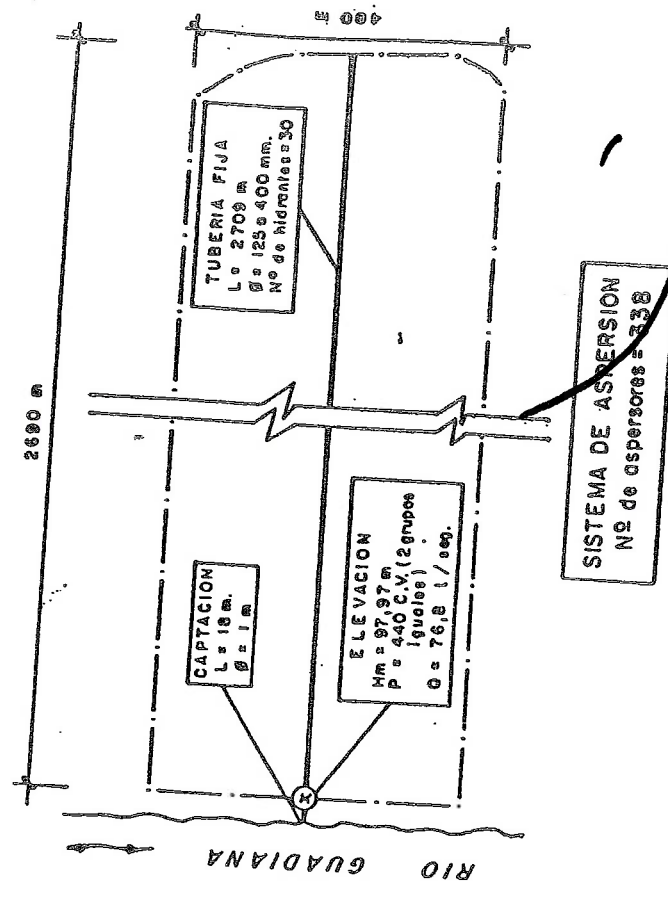 2690 m
400 m
TUBERIA FIJA
L = 2709 m
Ø = 125 a 400 mm.
Nº de hidrantes = 30
CAPTACION
L = 18 m.
Ø = 1 m
ELEVACION
Hm = 97,97 m
P = 440 C.V. (2 grupos
iguales)
Q = 76,8 l/seg.
SISTEMA DE ASPERSION
Nº de aspersores = 338
RIO GUADIANA